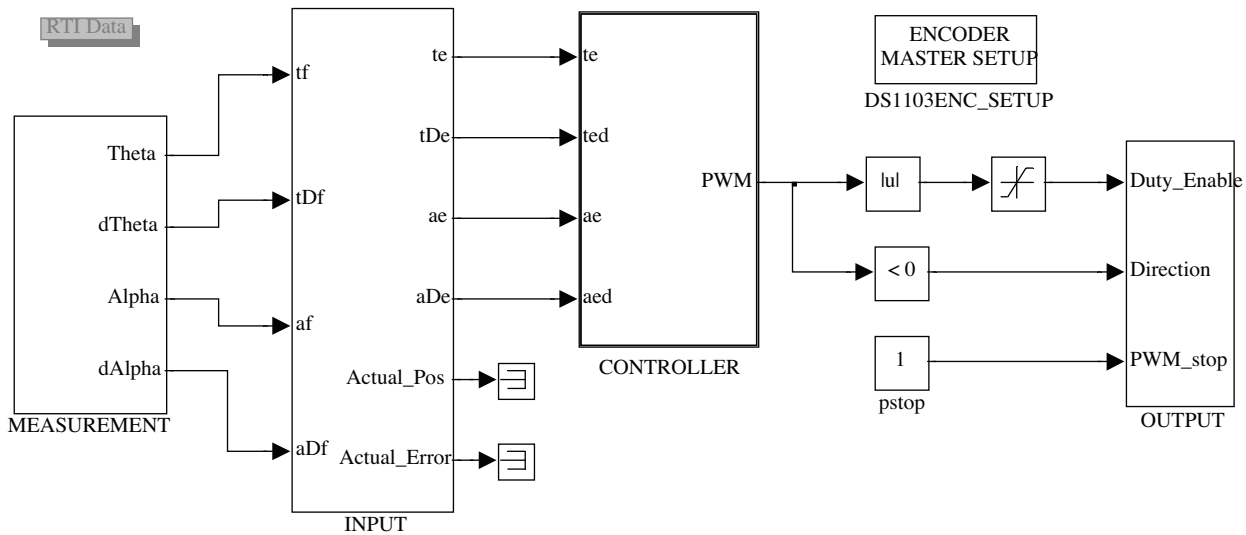 RTI Data
Theta
dTheta
Alpha
dAlpha
MEASUREMENT
tf
tDf
af
aDf
te
tDe
ae
aDe
Actual_Pos
Actual_Error
INPUT
te
ted
ae
aed
PWM
CONTROLLER
ENCODER
MASTER SETUP
DS1103ENC_SETUP
|u|
< 0
1
pstop
Duty_Enable
Direction
PWM_stop
OUTPUT